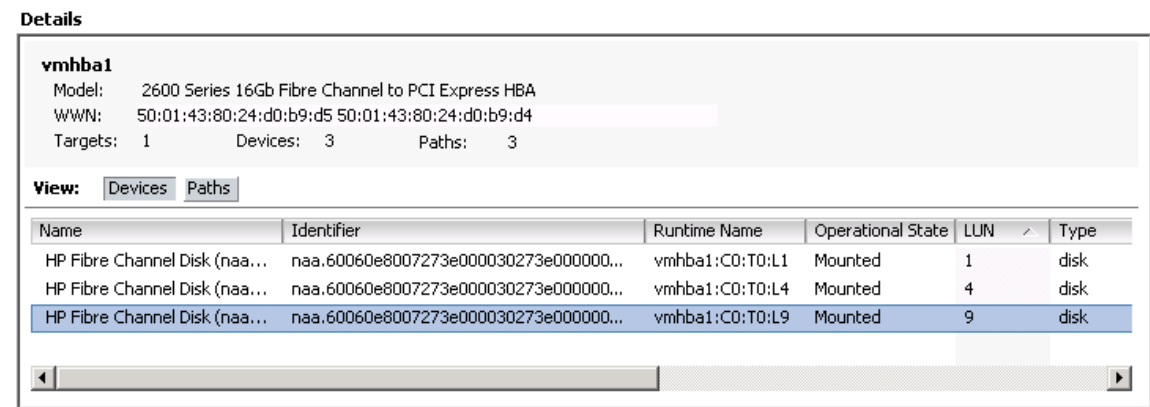 Details
vmhba1
Model: 2600 Series 16Gb Fibre Channel to PCI Express HBA
WWN: 50:01:43:80:24:d0:b9:d5 50:01:43:80:24:d0:b9:d4
Targets: 1 Devices: 3 Paths: 3
View: Devices Paths
Name Identifier Runtime Name Operational State LUN Type
HP Fibre Channel Disk (naa... naa.60060e8007273e000030273e000000... vmhba1:C0:T0:L1 Mounted 1 disk
HP Fibre Channel Disk (naa... naa.60060e8007273e000030273e000000... vmhba1:C0:T0:L4 Mounted 4 disk
HP Fibre Channel Disk (naa... naa.60060e8007273e000030273e000000... vmhba1:C0:T0:L9 Mounted 9 disk